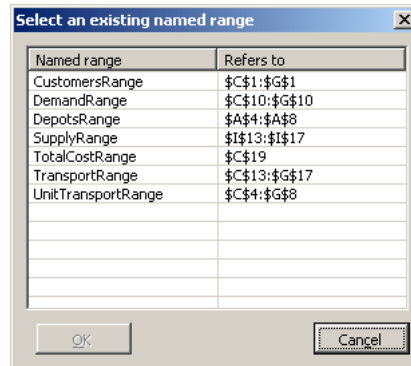 Select an existing named range
Named range Refers to
CustomersRange $C$1:$G$1
DemandRange $C$10:$G$10
DepotsRange $A$4:$A$8
SupplyRange $I$13:$I$17
TotalCostRange $C$19
TransportRange $C$13:$G$17
UnitTransportRange $C$4:$G$8
OK Cancel